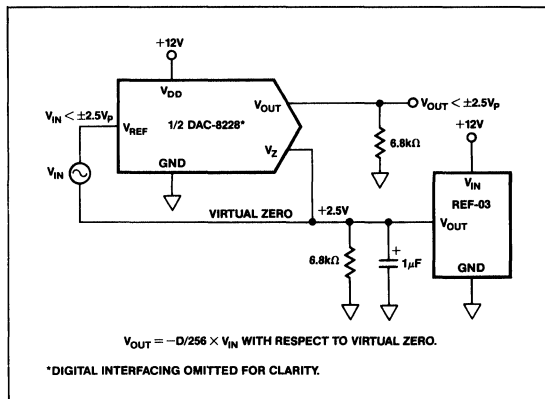 +12V
V_DD
V_IN < ±2.5V_P
V_REF
1/2 DAC-8228*
V_OUT
V_OUT < ±2.5V_P
V_Z
GND
V_IN
6.8kΩ
+12V
V_IN
REF-03
V_OUT
GND
VIRTUAL ZERO
+2.5V
6.8kΩ
+
1μF
V_OUT = −D/256 × V_IN WITH RESPECT TO VIRTUAL ZERO.
*DIGITAL INTERFACING OMITTED FOR CLARITY.